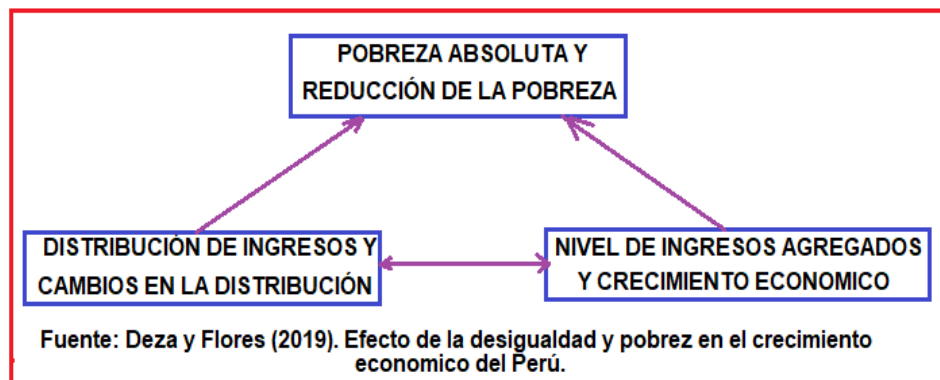 POBREZA ABSOLUTA Y
REDUCCIÓN DE LA POBREZA
DISTRIBUCIÓN DE INGRESOS Y
CAMBIOS EN LA DISTRIBUCIÓN
NIVEL DE INGRESOS AGREGADOS
Y CRECIMIENTO ECONOMICO
Fuente: Deza y Flores (2019). Efecto de la desigualdad y pobrez en el crecimiento
economico del Perú.